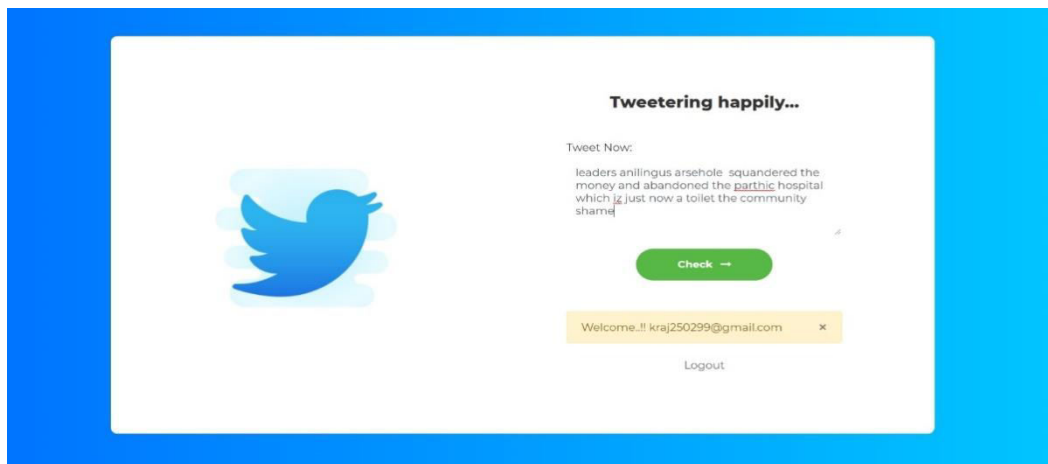 Tweetering happily...
Tweet Now:
leaders anilingus arsehole squandered the
money and abandoned the parthic hospital
which iz just now a toilet the community
shame
Check →
Welcome..!! kraj250299@gmail.com ×
Logout